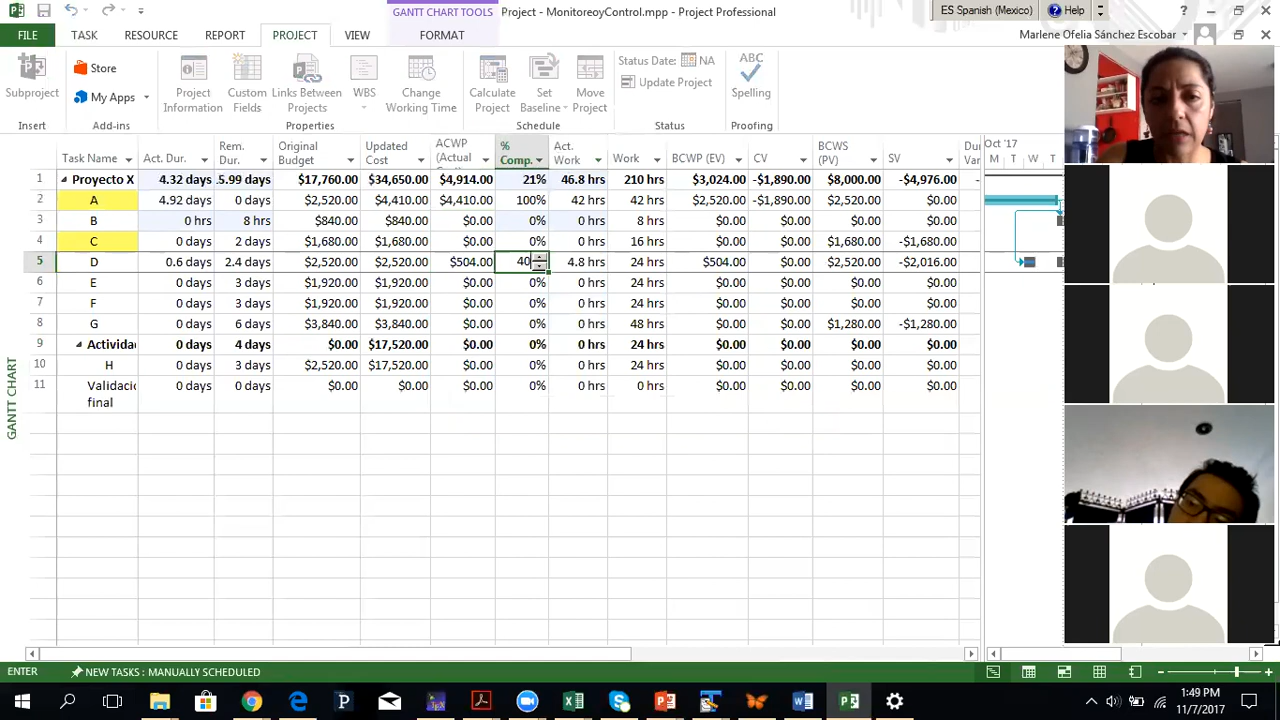 GANTT CHART TOOLS
Project - MonitoreoyControl.mpp - Project Professional
ES Spanish (Mexico) Help
FILE TASK RESOURCE REPORT PROJECT VIEW FORMAT
Marlene Ofelia Sánchez Escobar
Subproject
Store
My Apps
Project Information
Custom Fields
Links Between Projects
WBS
Change Working Time
Calculate Project
Set Baseline
Move Project
Status Date: NA
Update Project
ABC
Spelling
Insert Add-ins Properties Schedule Status Proofing
Task Name Act. Dur. Rem. Dur. Original Budget Updated Cost ACWP (Actual % Comp. Act. Work Work BCWP (EV) CV BCWS (PV) SV
Oct '17
M T W T
1 Proyecto X 4.32 days .5.99 days $17,760.00 $34,650.00 $4,914.00 21% 46.8 hrs 210 hrs $3,024.00 -$1,890.00 $8,000.00 -$4,976.00
2 A 4.92 days 0 days $2,520.00 $4,410.00 $4,410.00 100% 42 hrs 42 hrs $2,520.00 -$1,890.00 $2,520.00 $0.00
3 B 0 hrs 8 hrs $840.00 $840.00 $0.00 0% 0 hrs 8 hrs $0.00 $0.00 $0.00 $0.00
4 C 0 days 2 days $1,680.00 $1,680.00 $0.00 0% 0 hrs 16 hrs $0.00 $0.00 $1,680.00 -$1,680.00
5 D 0.6 days 2.4 days $2,520.00 $2,520.00 $504.00 40 4.8 hrs 24 hrs $504.00 $0.00 $2,520.00 -$2,016.00
6 E 0 days 3 days $1,920.00 $1,920.00 $0.00 0% 0 hrs 24 hrs $0.00 $0.00 $0.00 $0.00
7 F 0 days 3 days $1,920.00 $1,920.00 $0.00 0% 0 hrs 24 hrs $0.00 $0.00 $0.00 $0.00
8 G 0 days 6 days $3,840.00 $3,840.00 $0.00 0% 0 hrs 48 hrs $0.00 $0.00 $1,280.00 -$1,280.00
9 Activida 0 days 4 days $0.00 $17,520.00 $0.00 0% 0 hrs 24 hrs $0.00 $0.00 $0.00 $0.00
10 H 0 days 3 days $2,520.00 $17,520.00 $0.00 0% 0 hrs 24 hrs $0.00 $0.00 $0.00 $0.00
11 Validaci 0 days 0 days $0.00 $0.00 $0.00 0% 0 hrs 0 hrs $0.00 $0.00 $0.00 $0.00
final
GANTT CHART
ENTER NEW TASKS : MANUALLY SCHEDULED
1:49 PM
11/7/2017